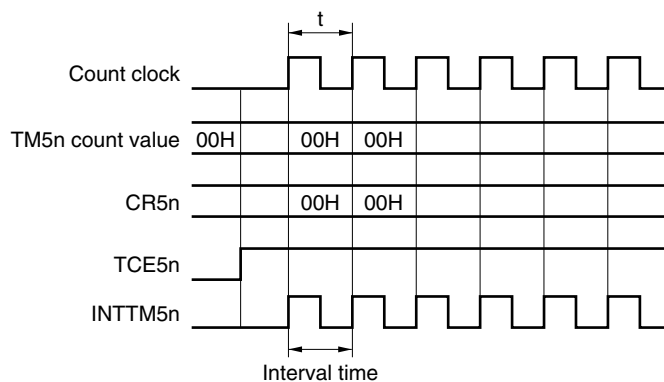 t
Count clock
TM5n count value 00H 00H 00H
CR5n 00H 00H
TCE5n
INTTM5n
Interval time